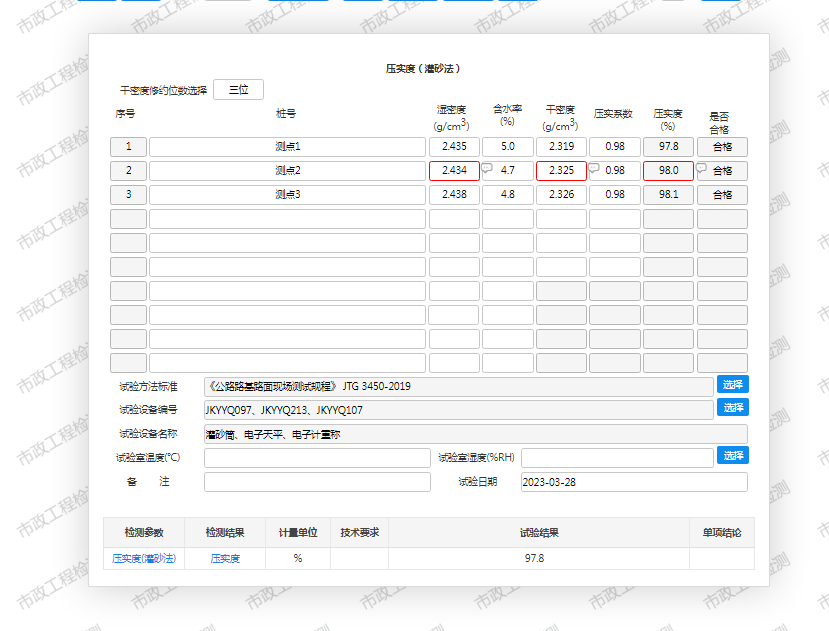 压实度（灌砂法）
干密度修约位数选择 三位
序号 桩号 湿密度(g/cm3) 含水率(%) 干密度(g/cm3) 压实系数 压实度(%) 是否合格
1 测点1 2.435 5.0 2.319 0.98 97.8 合格
2 测点2 2.434 4.7 2.325 0.98 98.0 合格
3 测点3 2.438 4.8 2.326 0.98 98.1 合格
试验方法标准 《公路路基路面现场测试规程》 JTG 3450-2019 选择
试验设备编号 JKYYQ097、JKYYQ213、JKYYQ107 选择
试验设备名称 灌砂筒、电子天平、电子计重称
试验室温度(℃) 试验室湿度(%RH) 选择
备 注 试验日期 2023-03-28
检测参数 检测结果 计量单位 技术要求 试验结果 单项结论
压实度(灌砂法) 压实度 % 97.8
市政工程检测